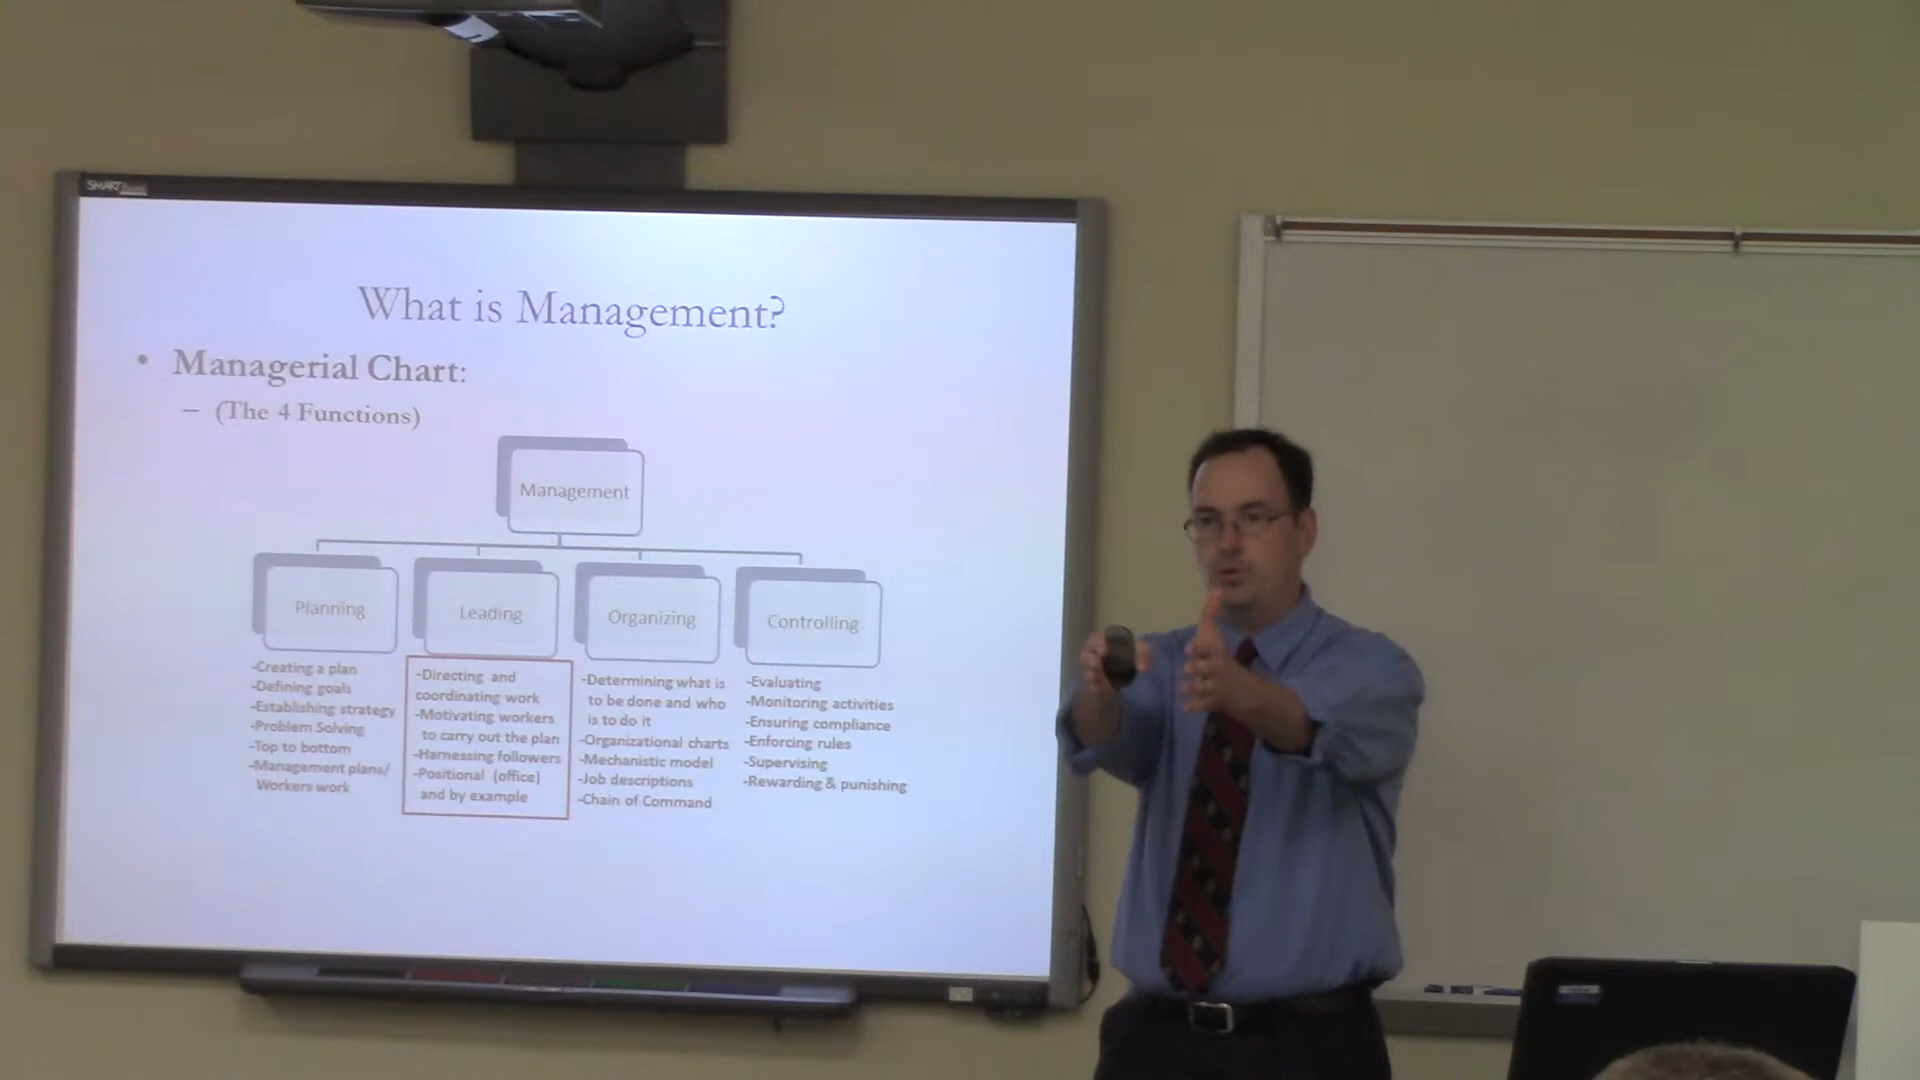 SMART
What is Management?
• Managerial Chart:
– (The 4 Functions)
Management
Planning
Leading
Organizing
Controlling
-Creating a plan
-Defining goals
-Establishing strategy
-Problem Solving
-Top to bottom
-Management plans/
Workers work
-Directing and
coordinating work
-Motivating workers
to carry out the plan
-Harnessing followers
-Positional (office)
and by example
-Determining what is
to be done and who
is to do it
-Organizational charts
-Mechanistic model
-Job descriptions
-Chain of Command
-Evaluating
-Monitoring activities
-Ensuring compliance
-Enforcing rules
-Supervising
-Rewarding & punishing